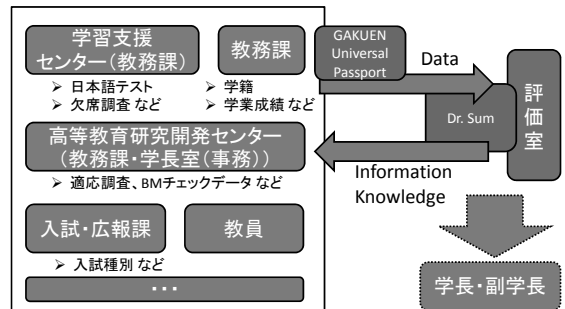 学習支援
センター(教務課)
➢ 日本語テスト
➢ 欠席調査 など
教務課
➢ 学籍
➢ 学業成績 など
高等教育研究開発センター
(教務課・学長室(事務))
➢ 適応調査、BMチェックデータ など
入試・広報課
➢ 入試種別 など
教員
・・・
GAKUEN
Universal
Passport
Data
Dr. Sum
評価室
Information
Knowledge
学長・副学長